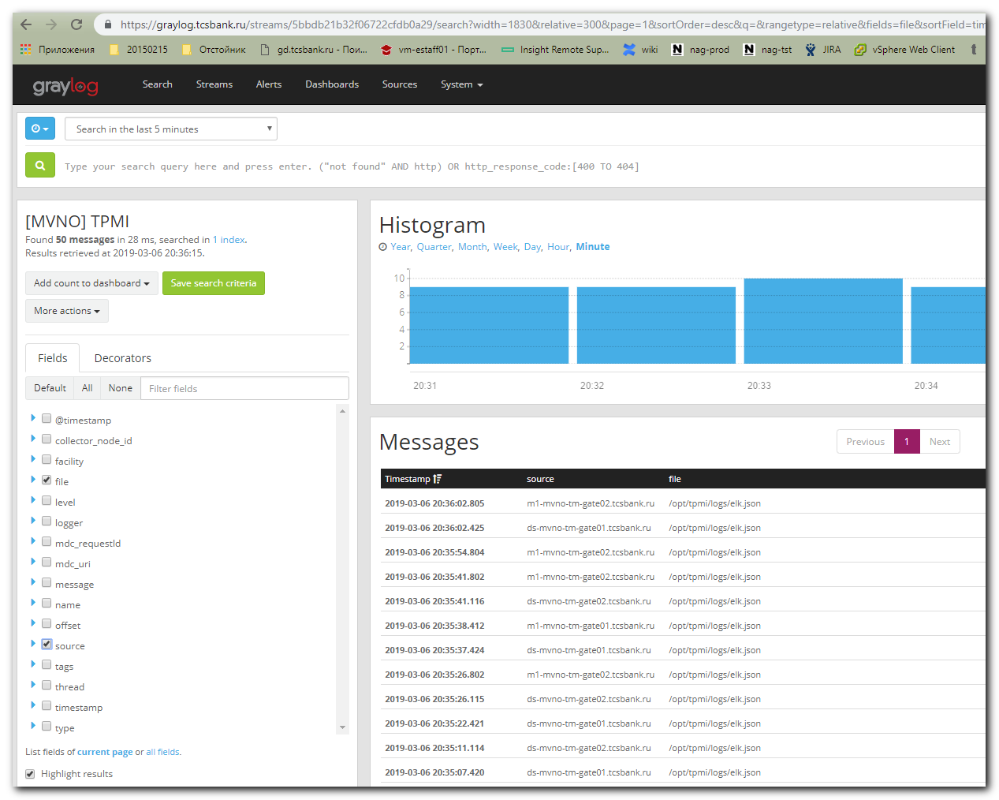 https://graylog.tcsbank.ru/streams/5bbdb21b32f06722cfdb0a29/search?width=1830&relative=300&page=1&sortOrder=desc&q=&rangetype=relative&fields=file&sortField=tim
Приложения 20150215 Отстойник gd.tcsbank.ru - Пои... vm-estaff01 - Порт... Insight Remote Sup... wiki nag-prod nag-tst JIRA vSphere Web Client
graylog Search Streams Alerts Dashboards Sources System
Search in the last 5 minutes
Type your search query here and press enter. ("not found" AND http) OR http_response_code:[400 TO 404]
[MVNO] TPMI
Found 50 messages in 28 ms, searched in 1 index.
Results retrieved at 2019-03-06 20:36:15.
Add count to dashboard Save search criteria
More actions
Fields Decorators
Default All None Filter fields
@timestamp
collector_node_id
facility
file
level
logger
mdc_requestId
mdc_uri
message
name
offset
source
tags
thread
timestamp
type
List fields of current page or all fields.
Highlight results
Histogram
Year, Quarter, Month, Week, Day, Hour, Minute
10
8
6
4
2
20:31 20:32 20:33 20:34
Messages
Previous 1 Next
Timestamp source file
2019-03-06 20:36:02.805 m1-mvno-tm-gate02.tcsbank.ru /opt/tpmi/logs/elk.json
2019-03-06 20:36:02.425 ds-mvno-tm-gate01.tcsbank.ru /opt/tpmi/logs/elk.json
2019-03-06 20:35:54.804 m1-mvno-tm-gate02.tcsbank.ru /opt/tpmi/logs/elk.json
2019-03-06 20:35:41.802 m1-mvno-tm-gate02.tcsbank.ru /opt/tpmi/logs/elk.json
2019-03-06 20:35:41.116 ds-mvno-tm-gate02.tcsbank.ru /opt/tpmi/logs/elk.json
2019-03-06 20:35:38.412 m1-mvno-tm-gate01.tcsbank.ru /opt/tpmi/logs/elk.json
2019-03-06 20:35:37.424 ds-mvno-tm-gate01.tcsbank.ru /opt/tpmi/logs/elk.json
2019-03-06 20:35:26.802 m1-mvno-tm-gate02.tcsbank.ru /opt/tpmi/logs/elk.json
2019-03-06 20:35:26.115 ds-mvno-tm-gate02.tcsbank.ru /opt/tpmi/logs/elk.json
2019-03-06 20:35:22.421 ds-mvno-tm-gate01.tcsbank.ru /opt/tpmi/logs/elk.json
2019-03-06 20:35:11.114 ds-mvno-tm-gate02.tcsbank.ru /opt/tpmi/logs/elk.json
2019-03-06 20:35:07.420 ds-mvno-tm-gate01.tcsbank.ru /opt/tpmi/logs/elk.json